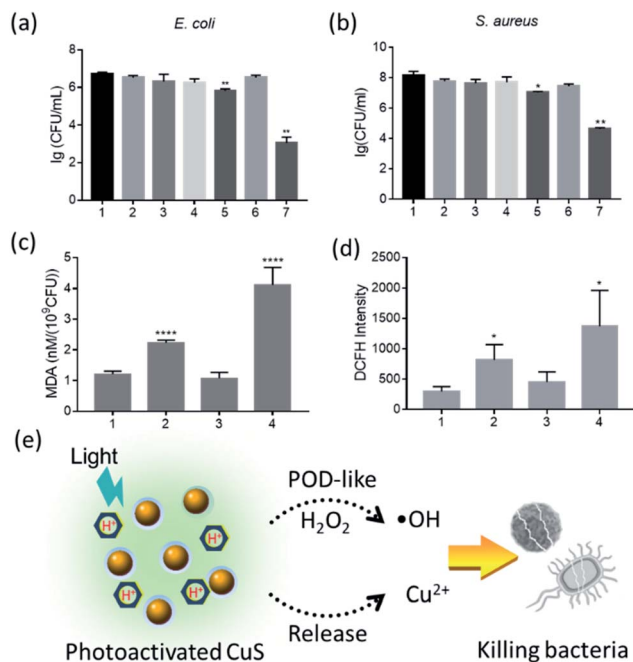 (a)
E. coli
lg (CFU/mL)
8
6
4
2
0
**
**
1 2 3 4 5 6 7
(b)
S. aureus
lg(CFU/ml)
10
8
6
4
2
0
*
**
1 2 3 4 5 6 7
(c)
MDA (nM/(10⁹CFU))
5
4
3
2
1
0
****
****
1 2 3 4
(d)
DCFH Intensity
2500
2000
1500
1000
500
0
*
*
1 2 3 4
(e)
Light
H⁺
H⁺
H⁺
H⁺
POD-like
H₂O₂
•OH
Cu²⁺
Release
Photoactivated CuS
Killing bacteria